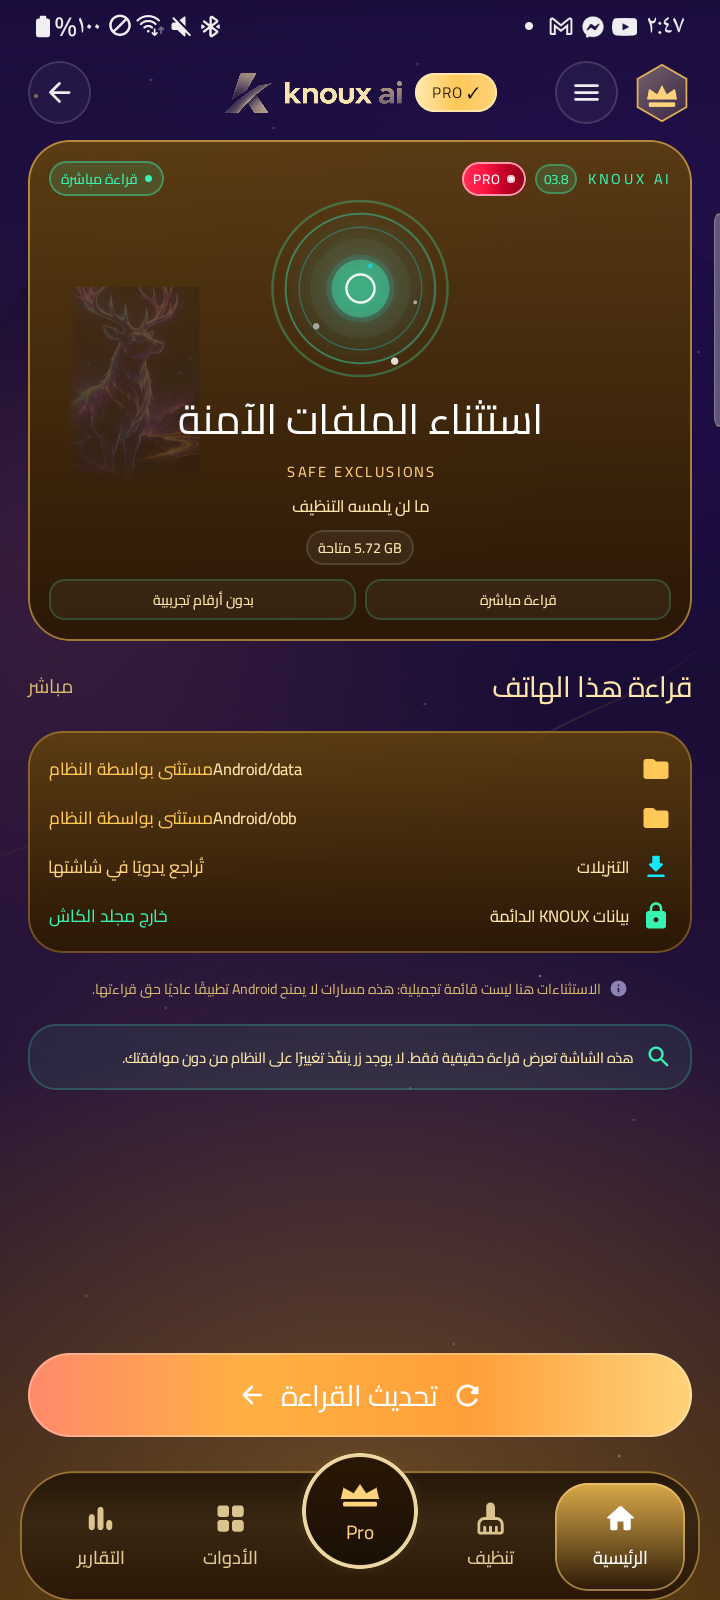 ٢:٤٧
%١٠٠
knoux ai
PRO ✓
KNOUX AI
03.8
PRO
قراءة مباشرة
استثناء الملفات الآمنة
SAFE EXCLUSIONS
ما لن يلمسه التنظيف
5.72 GB متاحة
قراءة مباشرة
بدون أرقام تجريبية
قراءة هذا الهاتف
مباشر
Android/data مستثنى بواسطة النظام
Android/obb مستثنى بواسطة النظام
التنزيلات
تُراجع يدويًا في شاشتها
بيانات KNOUX الدائمة
خارج مجلد الكاش
الاستثناءات هنا ليست قائمة تجميلية: هذه مسارات لا يمنح Android تطبيقًا عاديًا حق قراءتها.
هذه الشاشة تعرض قراءة حقيقية فقط. لا يوجد زر ينفّذ تغييرًا على النظام من دون موافقتك.
تحديث القراءة
الرئيسية
تنظيف
Pro
الأدوات
التقارير